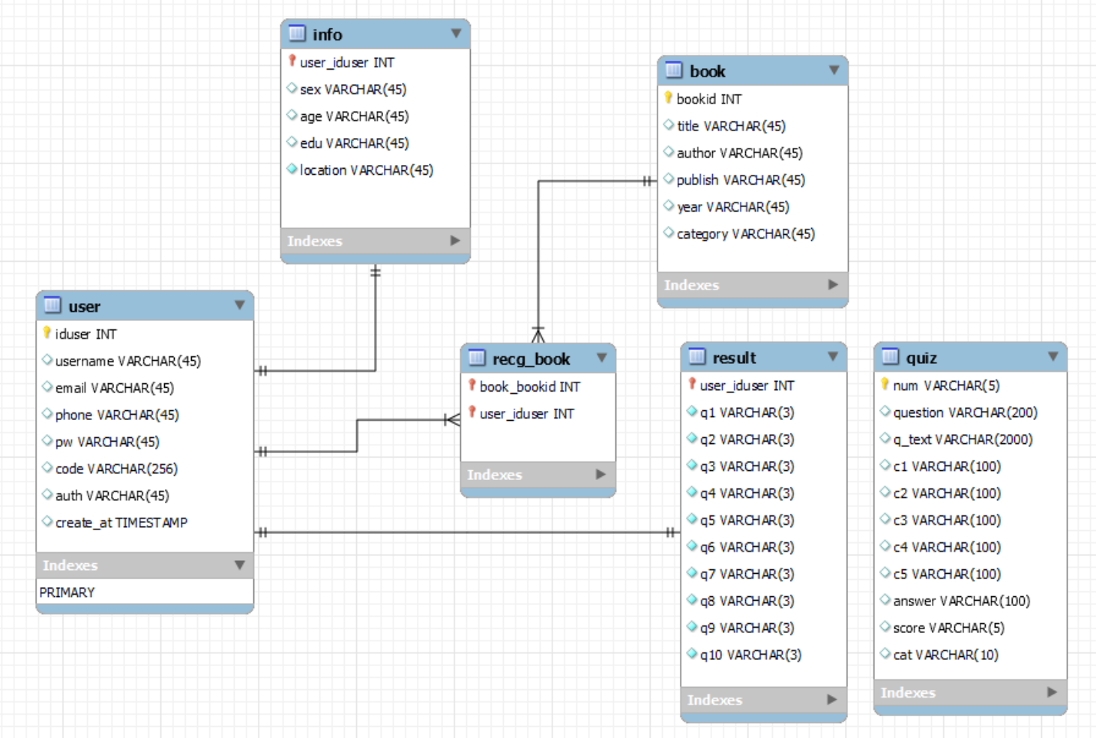 info
user_iduser INT
sex VARCHAR(45)
age VARCHAR(45)
edu VARCHAR(45)
location VARCHAR(45)
Indexes
book
bookid INT
title VARCHAR(45)
author VARCHAR(45)
publish VARCHAR(45)
year VARCHAR(45)
category VARCHAR(45)
Indexes
user
iduser INT
username VARCHAR(45)
email VARCHAR(45)
phone VARCHAR(45)
pw VARCHAR(45)
code VARCHAR(256)
auth VARCHAR(45)
create_at TIMESTAMP
Indexes
PRIMARY
recg_book
book_bookid INT
user_iduser INT
Indexes
result
user_iduser INT
q1 VARCHAR(3)
q2 VARCHAR(3)
q3 VARCHAR(3)
q4 VARCHAR(3)
q5 VARCHAR(3)
q6 VARCHAR(3)
q7 VARCHAR(3)
q8 VARCHAR(3)
q9 VARCHAR(3)
q10 VARCHAR(3)
Indexes
quiz
num VARCHAR(5)
question VARCHAR(200)
q_text VARCHAR(2000)
c1 VARCHAR(100)
c2 VARCHAR(100)
c3 VARCHAR(100)
c4 VARCHAR(100)
c5 VARCHAR(100)
answer VARCHAR(100)
score VARCHAR(5)
cat VARCHAR(10)
Indexes